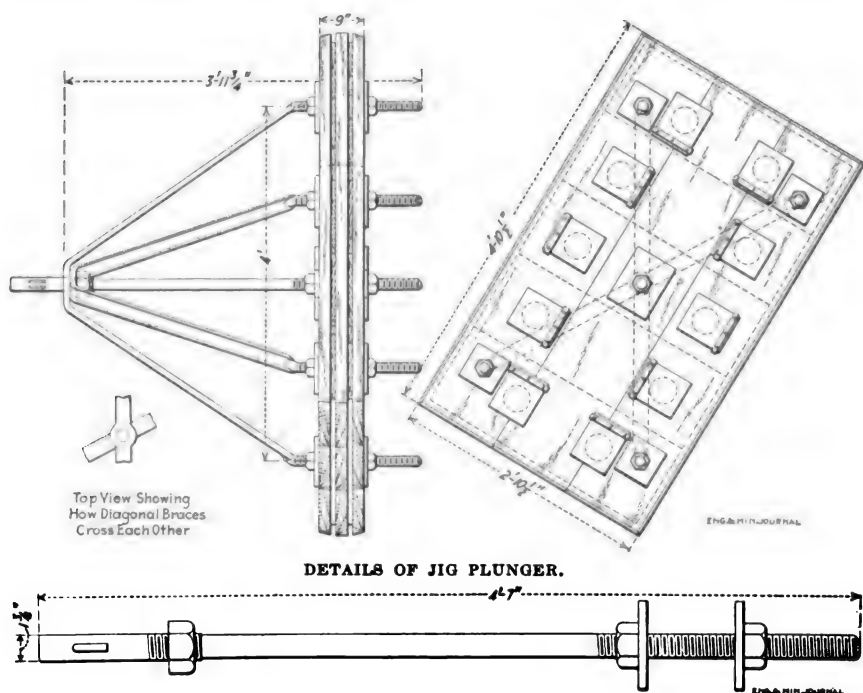 9"
3'-11¾"
4'
4'-10½"
2'-10½"
Top View Showing
How Diagonal Braces
Cross Each Other
ENG.& MIN.JOURNAL
DETAILS OF JIG PLUNGER.
4'-7"
ENG.& MIN.JOURNAL